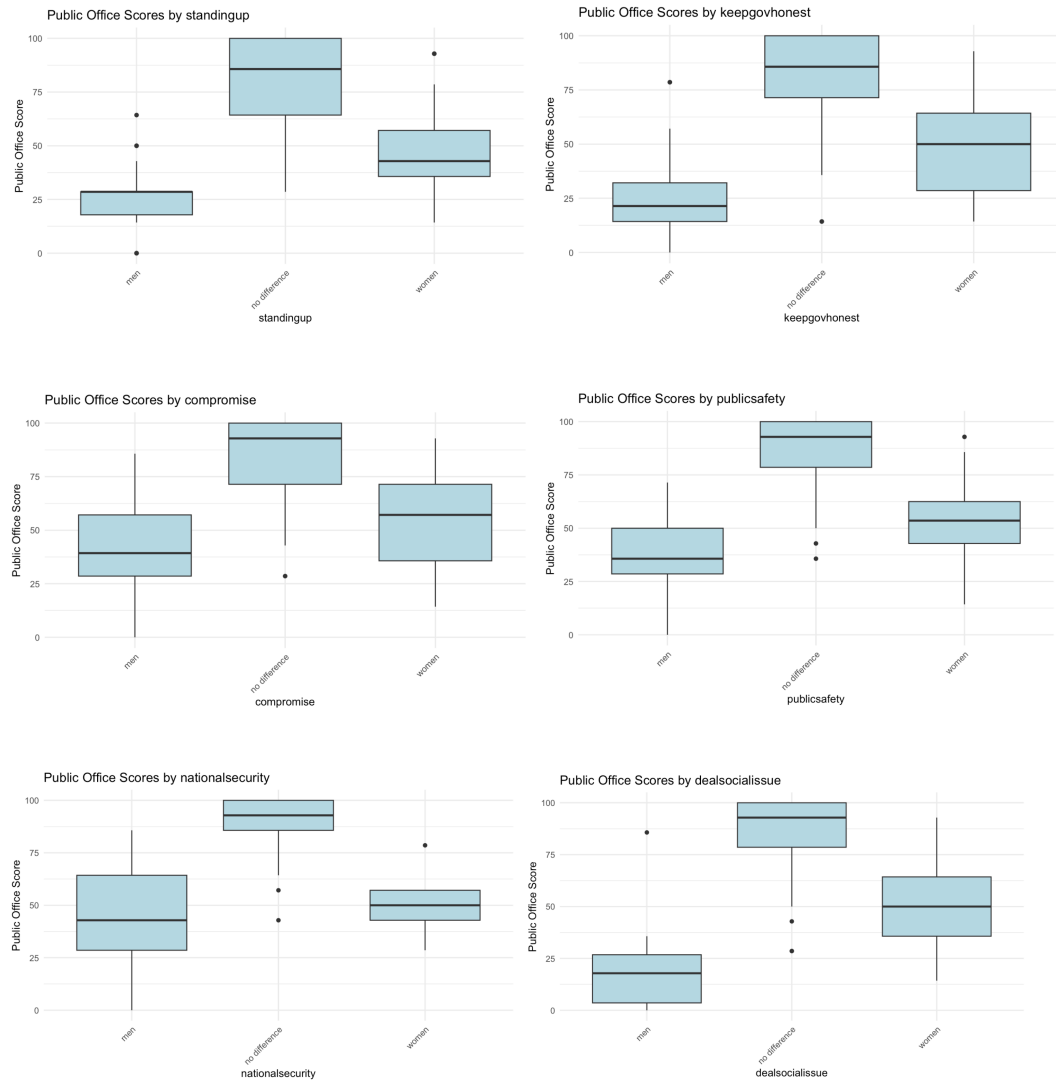 Public Office Scores by standingup
Public Office Score
100
75
50
25
0
men
no difference
women
standingup
Public Office Scores by keepgovhonest
Public Office Score
100
75
50
25
0
men
no difference
women
keepgovhonest
Public Office Scores by compromise
Public Office Score
100
75
50
25
0
men
no difference
women
compromise
Public Office Scores by publicsafety
Public Office Score
100
75
50
25
0
men
no difference
women
publicsafety
Public Office Scores by nationalsecurity
Public Office Score
100
75
50
25
0
men
no difference
women
nationalsecurity
Public Office Scores by dealsocialissue
Public Office Score
100
75
50
25
0
men
no difference
women
dealsocialissue